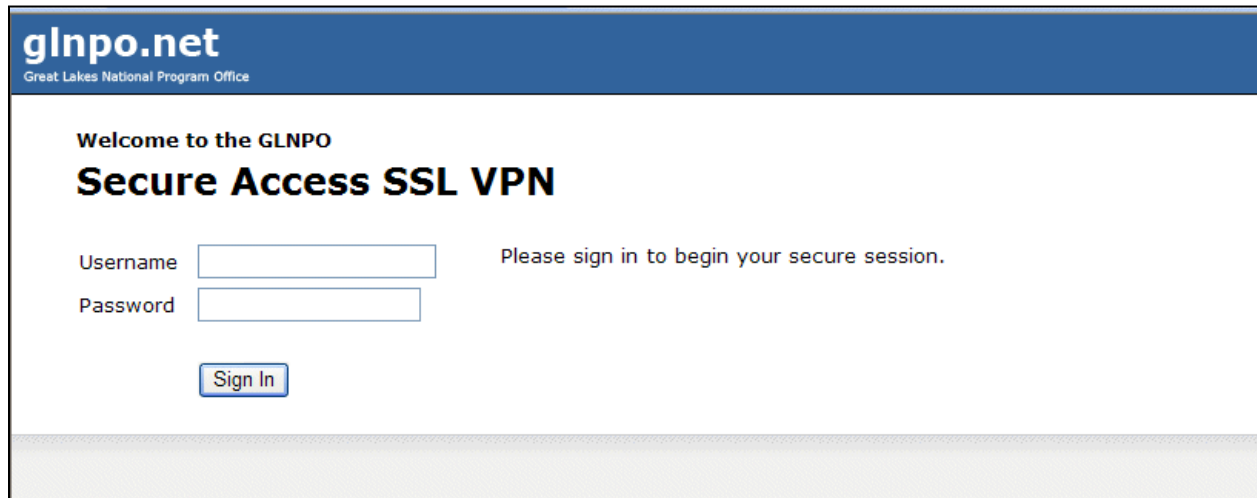 glnpo.net
Great Lakes National Program Office
Welcome to the GLNPO
Secure Access SSL VPN
Username
Please sign in to begin your secure session.
Password
Sign In